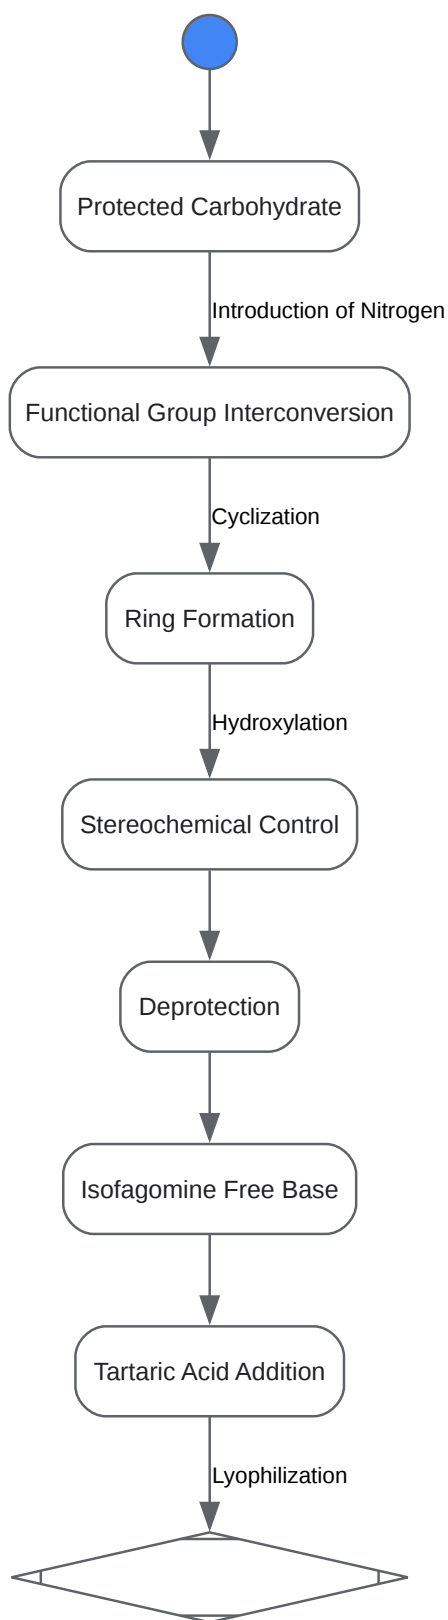 Protected Carbohydrate
Introduction of Nitrogen
Functional Group Interconversion
Cyclization
Ring Formation
Hydroxylation
Stereochemical Control
Deprotection
Isofagomine Free Base
Tartaric Acid Addition
Lyophilization